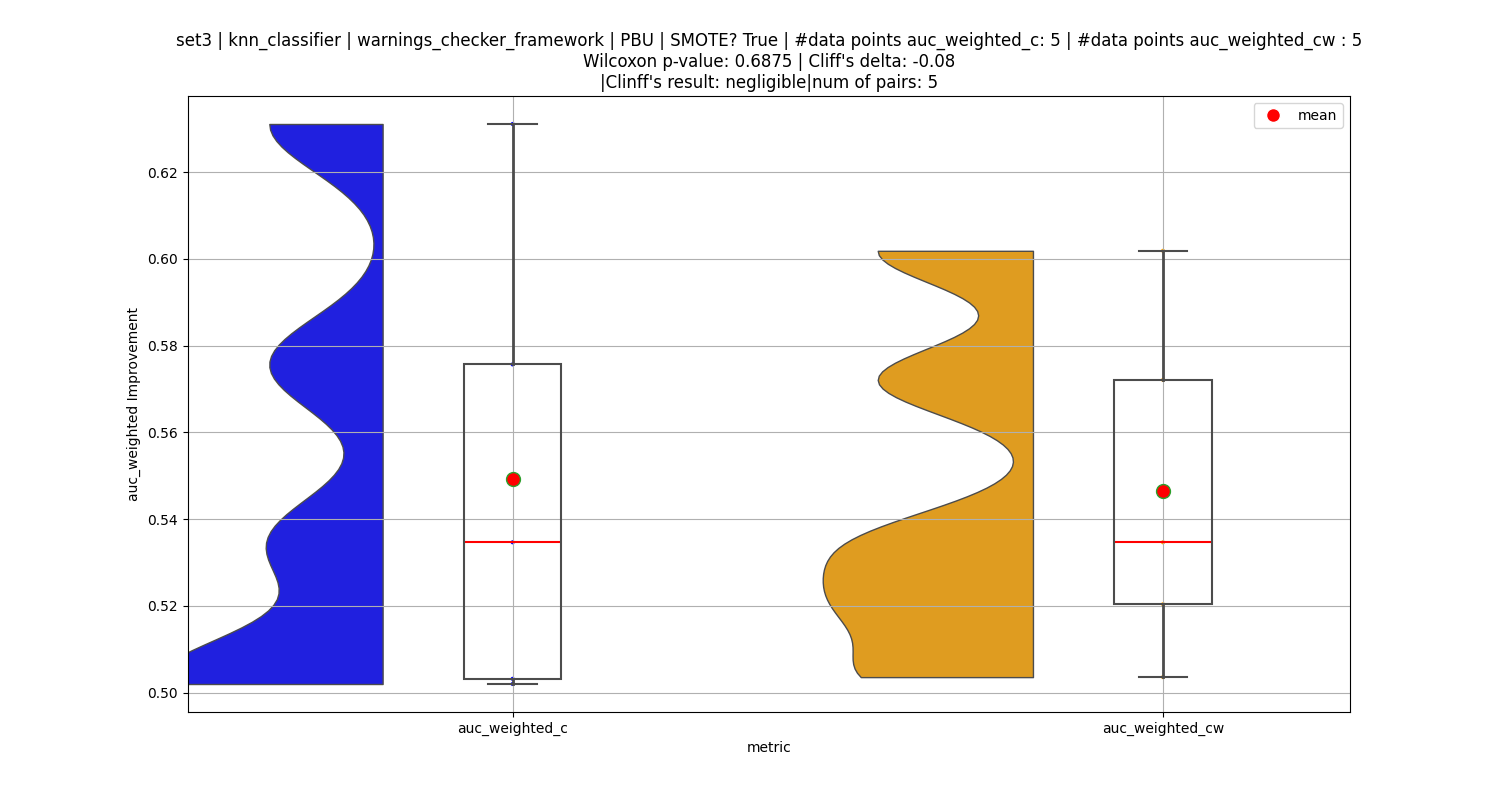 set3 | knn_classifier | warnings_checker_framework | PBU | SMOTE? True | #data points auc_weighted_c: 5 | #data points auc_weighted_cw : 5
Wilcoxon p-value: 0.6875 | Cliff's delta: -0.08
|Clinff's result: negligible|num of pairs: 5
mean
0.62
0.60
0.58
0.56
0.54
0.52
0.50
auc_weighted Improvement
auc_weighted_c
auc_weighted_cw
metric